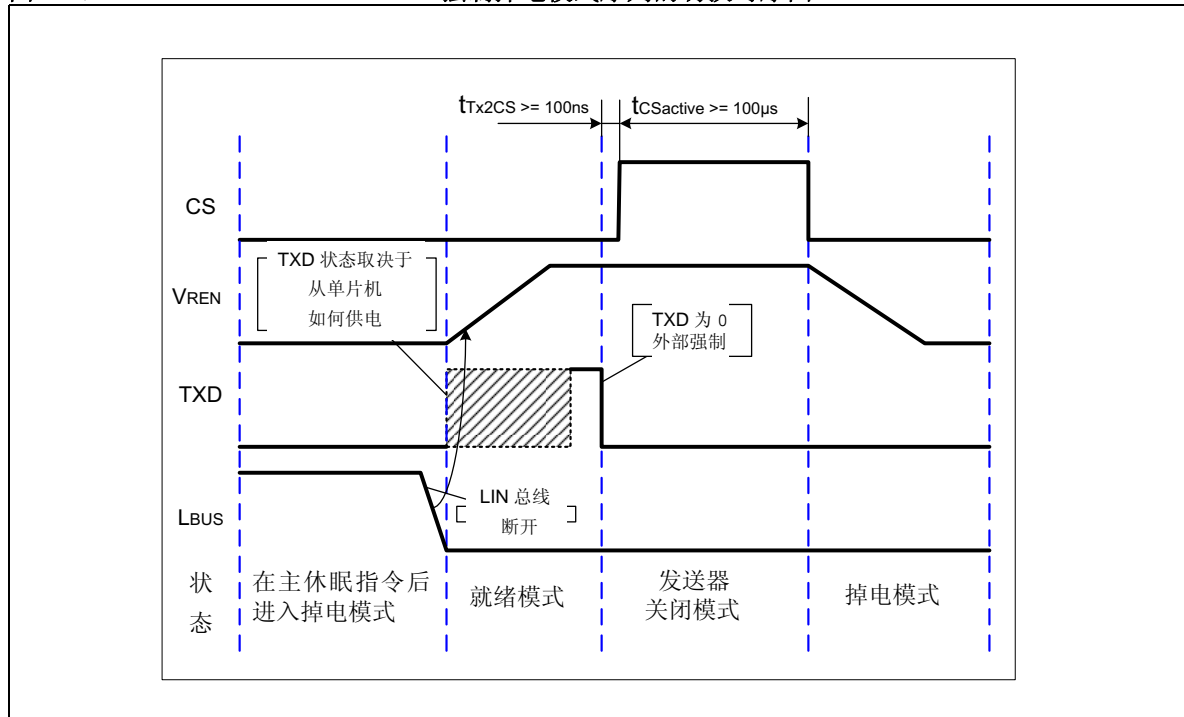 tTx2CS >= 100ns
tCSactive >= 100µs
CS
TXD 状态取决于
从单片机
如何供电
VREN
TXD 为 0
外部强制
TXD
LIN 总线
断开
LBUS
状
态
在主休眠指令后
进入掉电模式
就绪模式
发送器
关闭模式
掉电模式